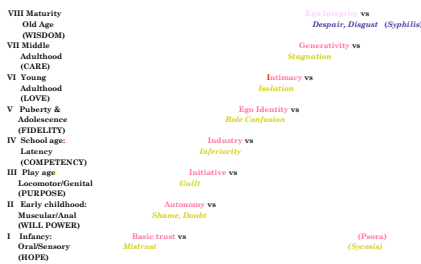 VIII Maturity Ego Integrity vs
Old Age Despair, Disgust (Syphilis)
(WISDOM)
VII Middle Generativity vs
Adulthood Stagnation
(CARE)
VI Young Intimacy vs
Adulthood Isolation
(LOVE)
V Puberty & Ego Identity vs
Adolescence Role Confusion
(FIDELITY)
IV School age: Industry vs
Latency Inferiority
(COMPETENCY)
III Play age: Initiative vs
Locomotor/Genital Guilt
(PURPOSE)
II Early childhood: Autonomy vs
Muscular/Anal Shame, Doubt
(WILL POWER)
I Infancy: Basic trust vs (Psora)
Oral/Sensory Mistrust (Sycosis)
(HOPE)